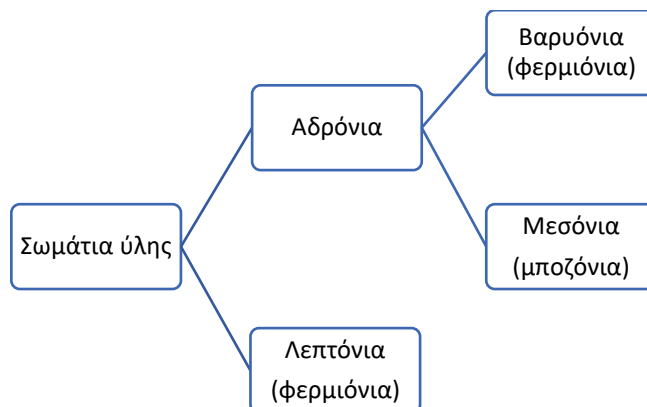 Βαρυόνια
(φερμιόνια)
Αδρόνια
Σωμάτια ύλης
Μεσόνια
(μποζόνια)
Λεπτόνια
(φερμιόνια)